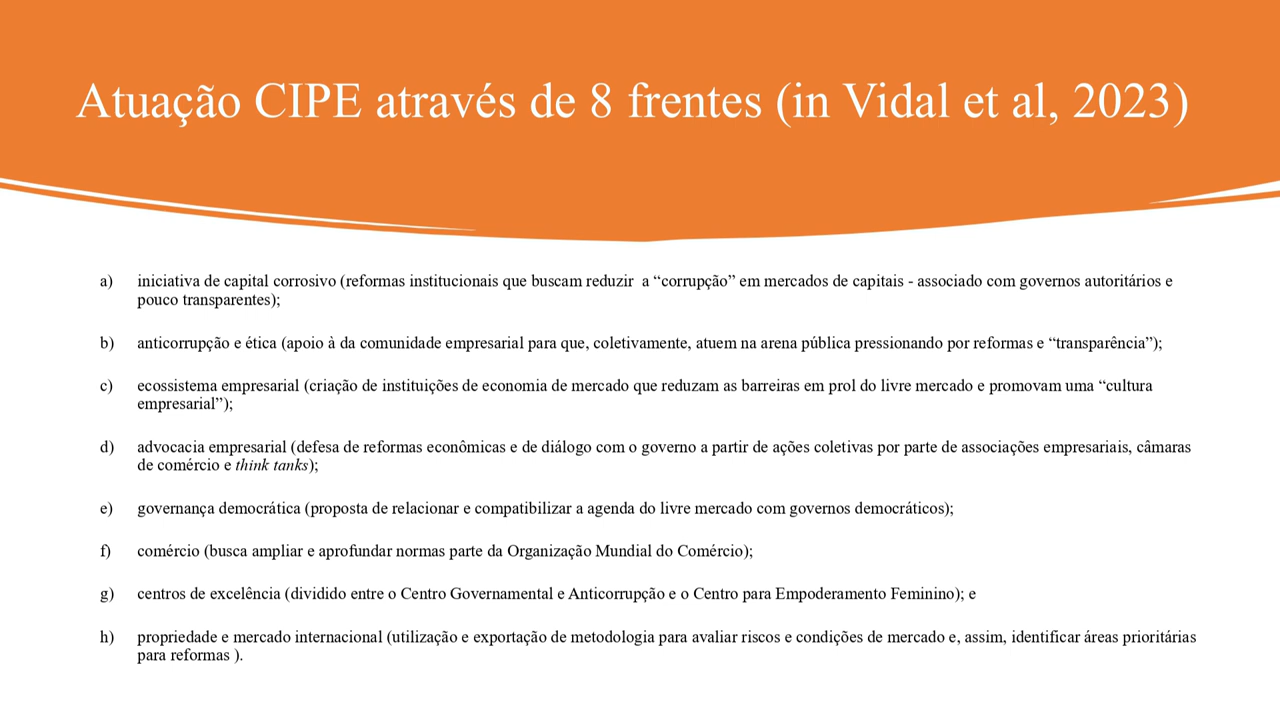 Atuação CIPE através de 8 frentes (in Vidal et al, 2023)
a) iniciativa de capital corrosivo (reformas institucionais que buscam reduzir  a “corrupção” em mercados de capitais - associado com governos autoritários e
pouco transparentes);
b) anticorrupção e ética (apoio à da comunidade empresarial para que, coletivamente, atuem na arena pública pressionando por reformas e “transparência”);
c) ecossistema empresarial (criação de instituições de economia de mercado que reduzam as barreiras em prol do livre mercado e promovam uma “cultura
empresarial”);
d) advocacia empresarial (defesa de reformas econômicas e de diálogo com o governo a partir de ações coletivas por parte de associações empresariais, câmaras
de comércio e think tanks);
e) governança democrática (proposta de relacionar e compatibilizar a agenda do livre mercado com governos democráticos);
f) comércio (busca ampliar e aprofundar normas parte da Organização Mundial do Comércio);
g) centros de excelência (dividido entre o Centro Governamental e Anticorrupção e o Centro para Empoderamento Feminino); e
h) propriedade e mercado internacional (utilização e exportação de metodologia para avaliar riscos e condições de mercado e, assim, identificar áreas prioritárias
para reformas ).